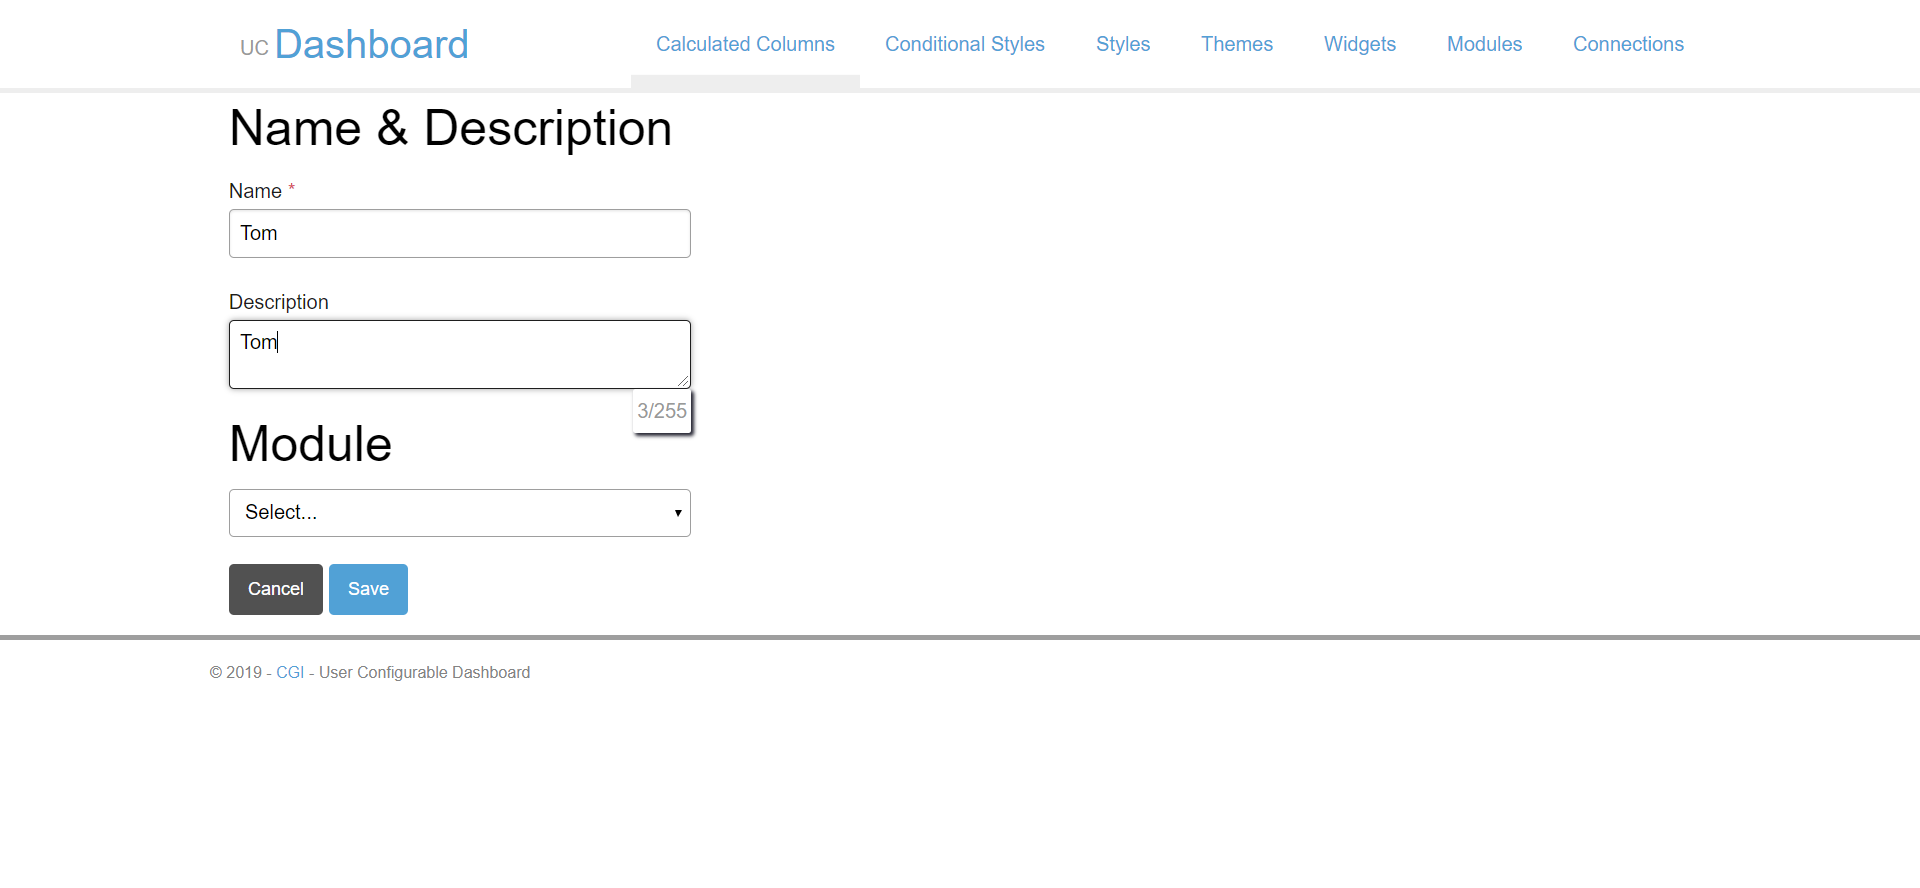 UC Dashboard
Calculated Columns
Conditional Styles
Styles
Themes
Widgets
Modules
Connections
Name & Description
Name *
Tom
Description
Tom
3/255
Module
Select...
Cancel
Save
© 2019 - CGI - User Configurable Dashboard